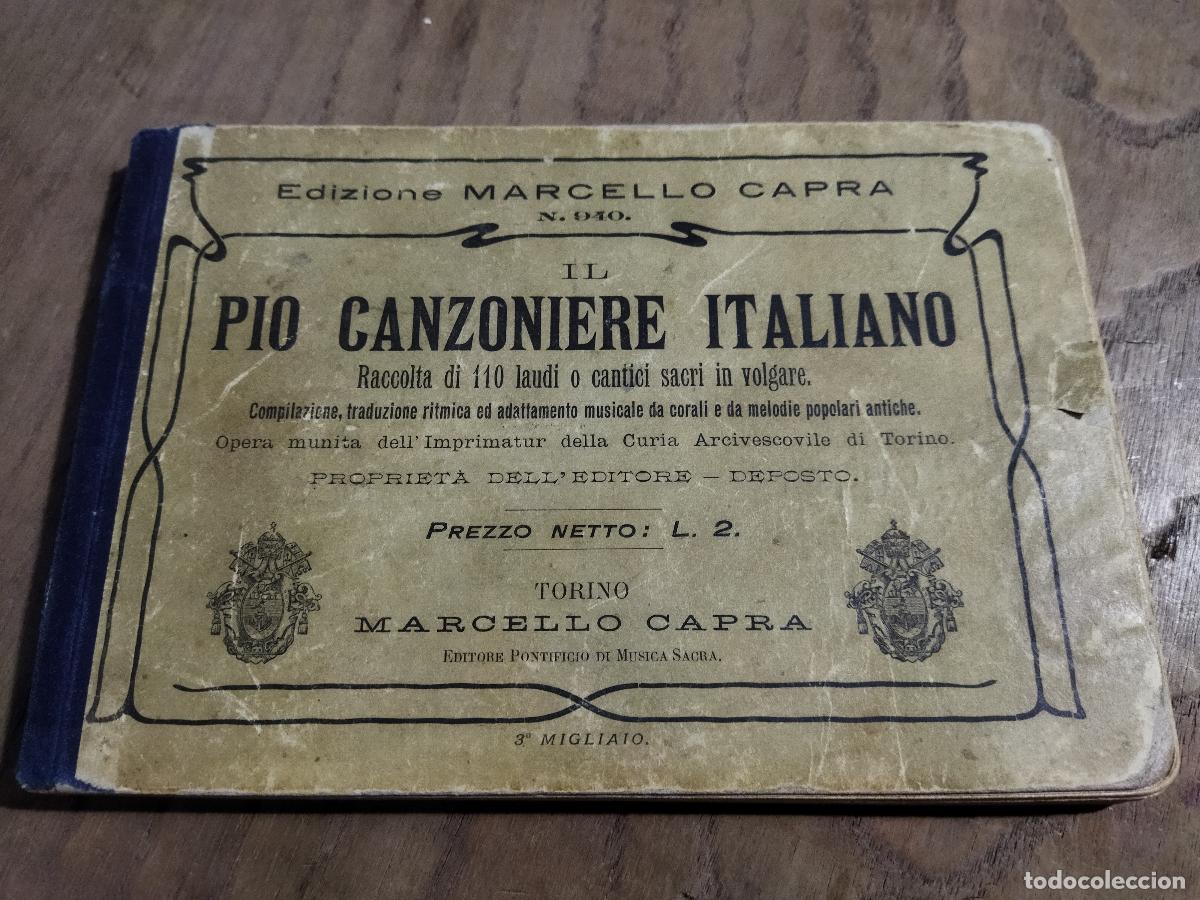 Edizione MARCELLO CAPRA
N. 940.
IL
PIO CANZONIERE ITALIANO
Raccolta di 110 laudi o cantici sacri in volgare.
Compilazione, traduzione ritmica ed adattamento musicale da corali e da melodie popolari antiche.
Opera munita dell'Imprimatur della Curia Arcivescovile di Torino.
PROPRIETÀ DELL'EDITORE — DEPOSTO.
PREZZO NETTO: L. 2.
TORINO
MARCELLO CAPRA
EDITORE PONTIFICIO DI MUSICA SACRA.
3º MIGLIAIO.
todocoleccion